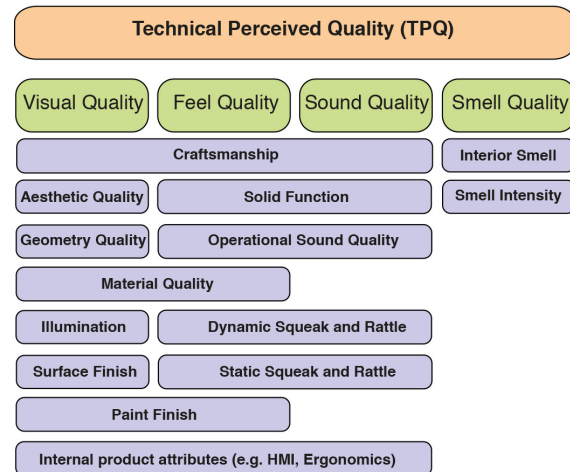 Technical Perceived Quality (TPQ)
Visual Quality
Feel Quality
Sound Quality
Smell Quality
Craftsmanship
Interior Smell
Aesthetic Quality
Solid Function
Smell Intensity
Geometry Quality
Operational Sound Quality
Material Quality
Illumination
Dynamic Squeak and Rattle
Surface Finish
Static Squeak and Rattle
Paint Finish
Internal product attributes (e.g. HMI, Ergonomics)